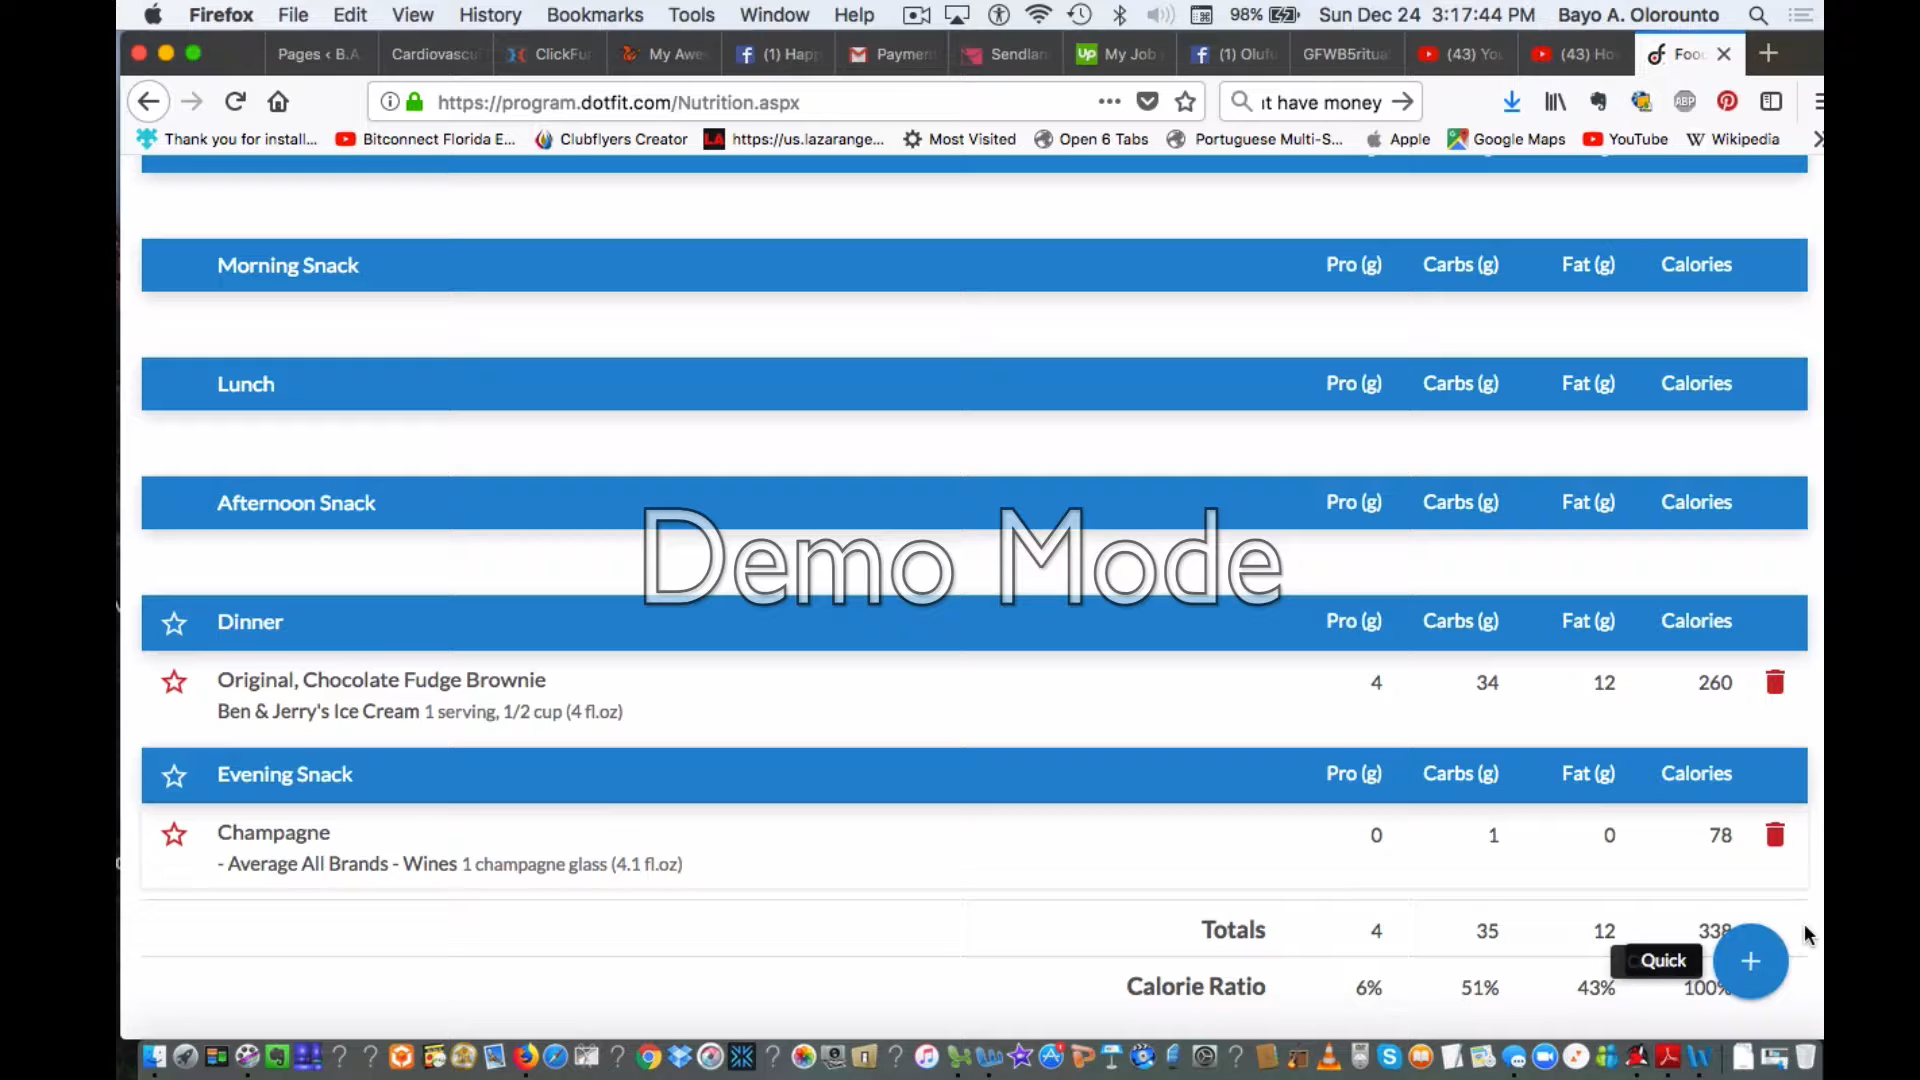 Firefox File Edit View History Bookmarks Tools Window Help 98% Sun Dec 24 3:17:44 PM Bayo A. Olorounto
Pages ‹ B.A Cardiovascu ClickFu My Awe (1) Happ Paymen Sendlan My Job (1) Olufu GFWB5ritua (43) You (43) Ho Food
https://program.dotfit.com/Nutrition.aspx ıt have money
Thank you for install... Bitconnect Florida E... Clubflyers Creator https://us.lazarange... Most Visited Open 6 Tabs Portuguese Multi-S... Apple Google Maps YouTube Wikipedia
Morning Snack Pro (g) Carbs (g) Fat (g) Calories
Lunch Pro (g) Carbs (g) Fat (g) Calories
Afternoon Snack Pro (g) Carbs (g) Fat (g) Calories
Demo Mode
Dinner Pro (g) Carbs (g) Fat (g) Calories
Original, Chocolate Fudge Brownie 4 34 12 260
Ben & Jerry's Ice Cream 1 serving, 1/2 cup (4 fl.oz)
Evening Snack Pro (g) Carbs (g) Fat (g) Calories
Champagne 0 1 0 78
- Average All Brands - Wines 1 champagne glass (4.1 fl.oz)
Totals 4 35 12 338
Quick +
Calorie Ratio 6% 51% 43% 100%